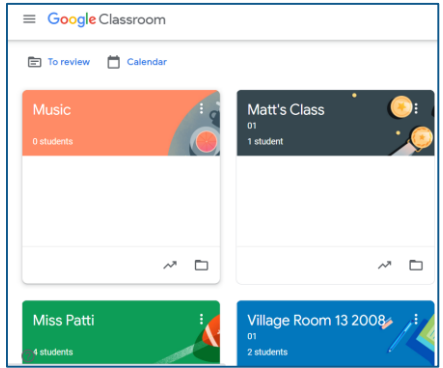 Google Classroom
To review Calendar
Music
0 students
Matt's Class
01
1 student
Miss Patti
4 students
Village Room 13 2008
01
2 students